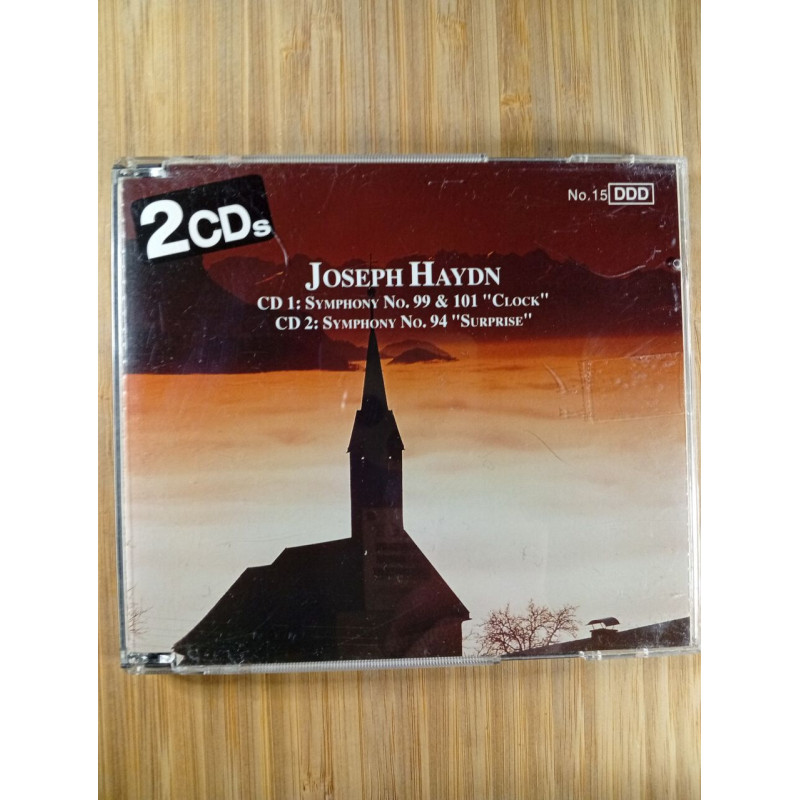 2CDs
No.15 DDD
JOSEPH HAYDN
CD 1: SYMPHONY NO. 99 & 101 "CLOCK"
CD 2: SYMPHONY NO. 94 "SURPRISE"